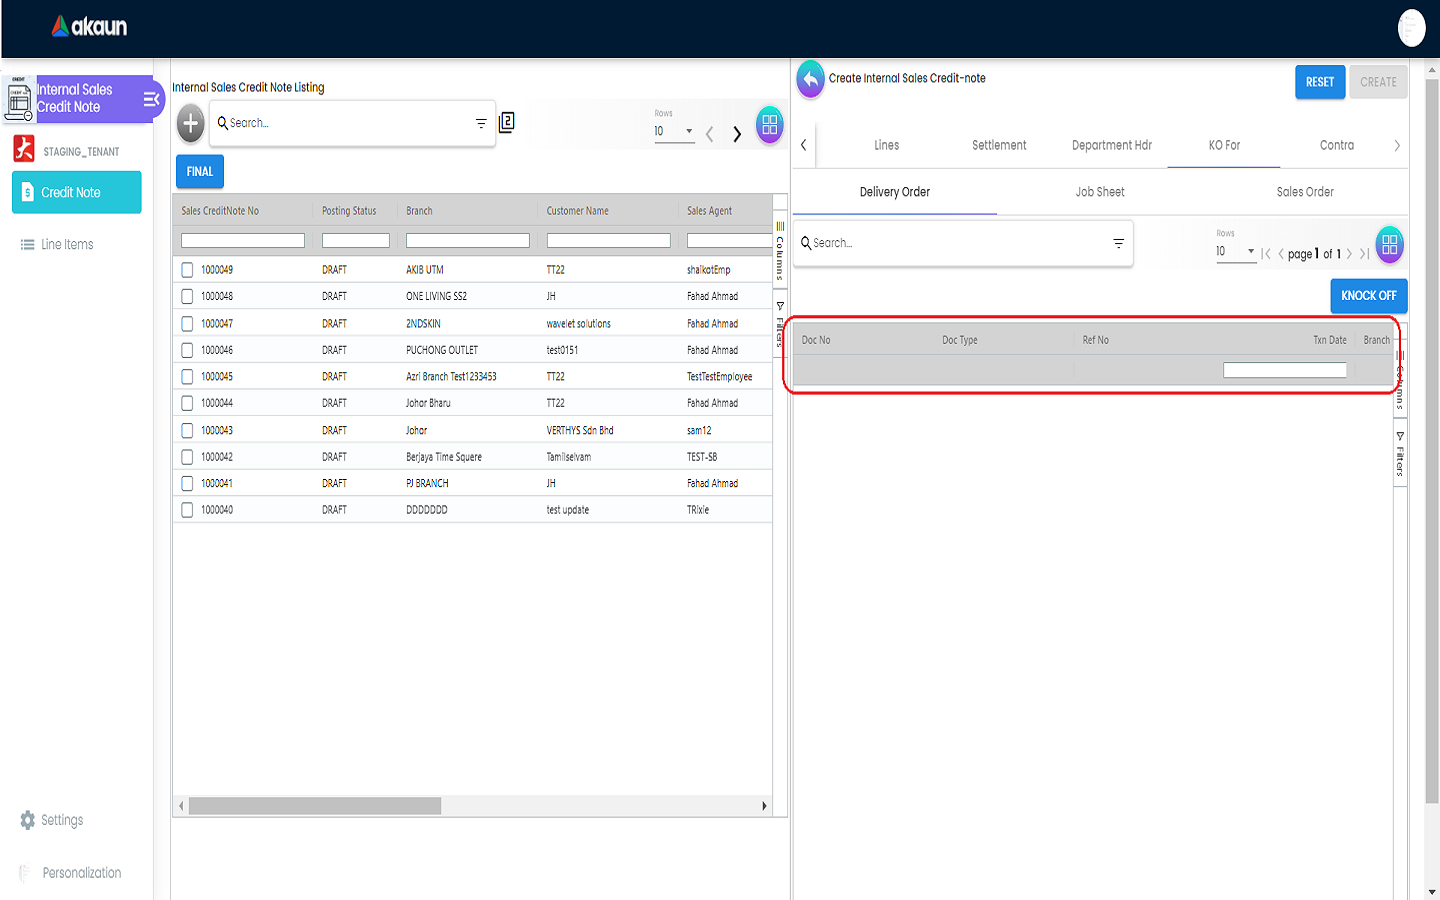 akaun
CREDIT
Internal Sales
Credit Note
STAGING_TENANT
Credit Note
Line Items
Settings
Personalization
Internal Sales Credit Note Listing
Search...
2
Rows
10
FINAL
Sales CreditNote No Posting Status Branch Customer Name Sales Agent
1000049 DRAFT AKIB UTM TT22 shaikatEmp
1000048 DRAFT ONE LIVING SS2 JH Fahad Ahmad
1000047 DRAFT 2NDSKIN wavelet solutions Fahad Ahmad
1000046 DRAFT PUCHONG OUTLET test0151 Fahad Ahmad
1000045 DRAFT Azri Branch Test1233453 TT22 TestTestEmployee
1000044 DRAFT Johor Bharu TT22 Fahad Ahmad
1000043 DRAFT Johor VERTHYS Sdn Bhd sam12
1000042 DRAFT Berjaya Time Squere Tamilselvam TEST-SB
1000041 DRAFT PJ BRANCH JH Fahad Ahmad
1000040 DRAFT DDDDDDD test update TRixie
Columns
Filters
Create Internal Sales Credit-note
RESET CREATE
Lines Settlement Department Hdr KO For Contra
Delivery Order Job Sheet Sales Order
Search...
Rows
10
page 1 of 1
KNOCK OFF
Doc No Doc Type Ref No Txn Date Branch
Columns
Filters